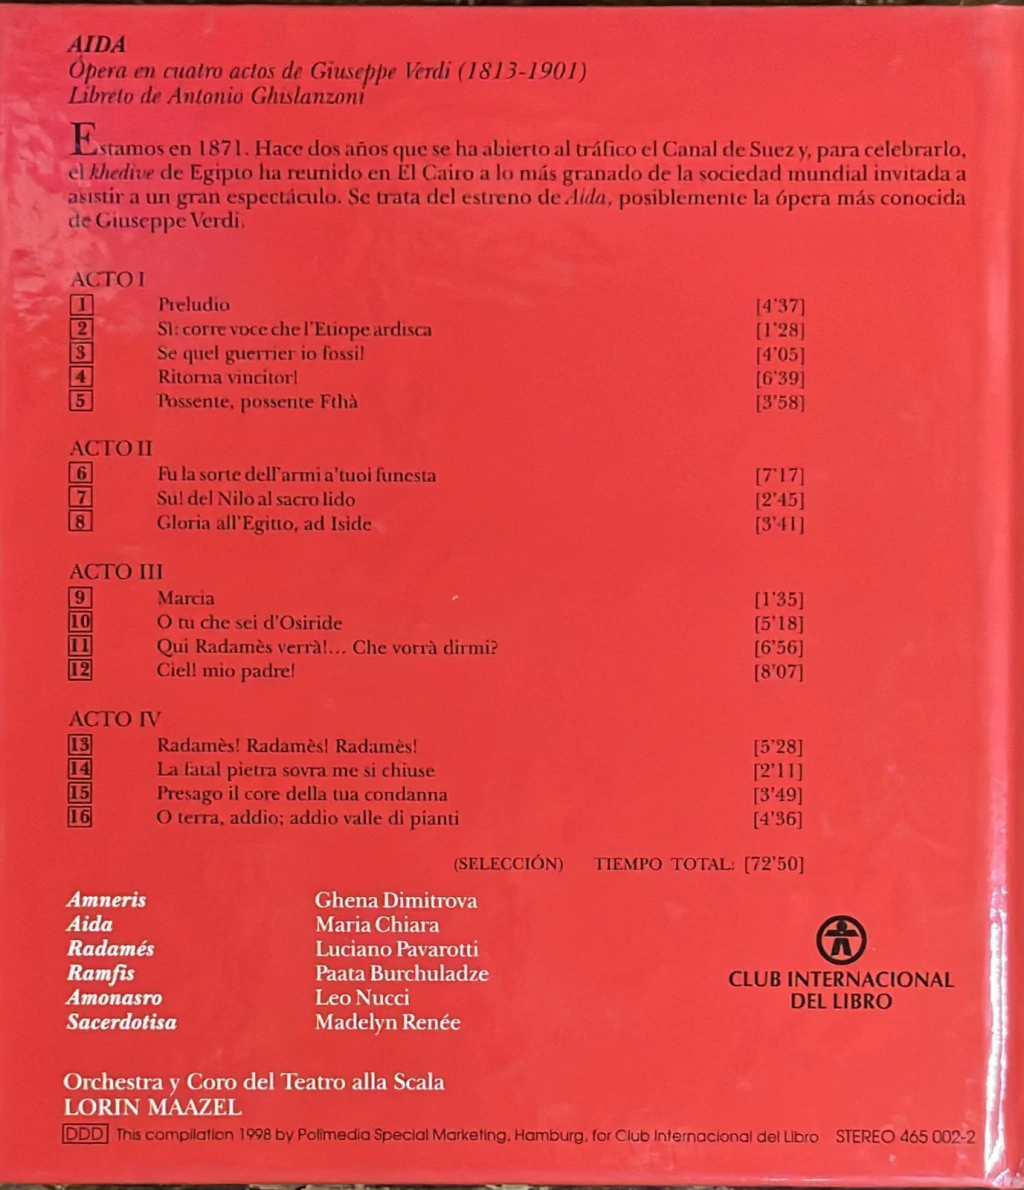 AIDA
Ópera en cuatro actos de Giuseppe Verdi (1813-1901)
Libreto de Antonio Ghislanzoni
Estamos en 1871. Hace dos años que se ha abierto al tráfico el Canal de Suez y, para celebrarlo,
el khedive de Egipto ha reunido en El Cairo a lo más granado de la sociedad mundial invitada a
asistir a un gran espectáculo. Se trata del estreno de Aida, posiblemente la ópera más conocida
de Giuseppe Verdi.
ACTO I
1 Preludio [4'37]
2 Sì: corre voce che l'Etiope ardisca [1'28]
3 Se quel guerrier io fossi! [4'05]
4 Ritorna vincitor! [6'39]
5 Possente, possente Fthà [3'58]
ACTO II
6 Fu la sorte dell'armi a'tuoi funesta [7'17]
7 Su! del Nilo al sacro lido [2'45]
8 Gloria all'Egitto, ad Iside [3'41]
ACTO III
9 Marcia [1'35]
10 O tu che sei d'Osiride [5'18]
11 Qui Radamès verrà!... Che vorrà dirmi? [6'56]
12 Ciel! mio padre! [8'07]
ACTO IV
13 Radamès! Radamès! Radamès! [5'28]
14 La fatal pietra sovra me si chiuse [2'11]
15 Presago il core della tua condanna [3'49]
16 O terra, addio; addio valle di pianti [4'36]
(SELECCIÓN) TIEMPO TOTAL: [72'50]
Amneris Ghena Dimitrova
Aida Maria Chiara
Radamés Luciano Pavarotti
Ramfis Paata Burchuladze
Amonasro Leo Nucci
Sacerdotisa Madelyn Renée
CLUB INTERNACIONAL
DEL LIBRO
Orchestra y Coro del Teatro alla Scala
LORIN MAAZEL
DDD This compilation 1998 by Polimedia Special Marketing, Hamburg, for Club Internacional del Libro STEREO 465 002-2